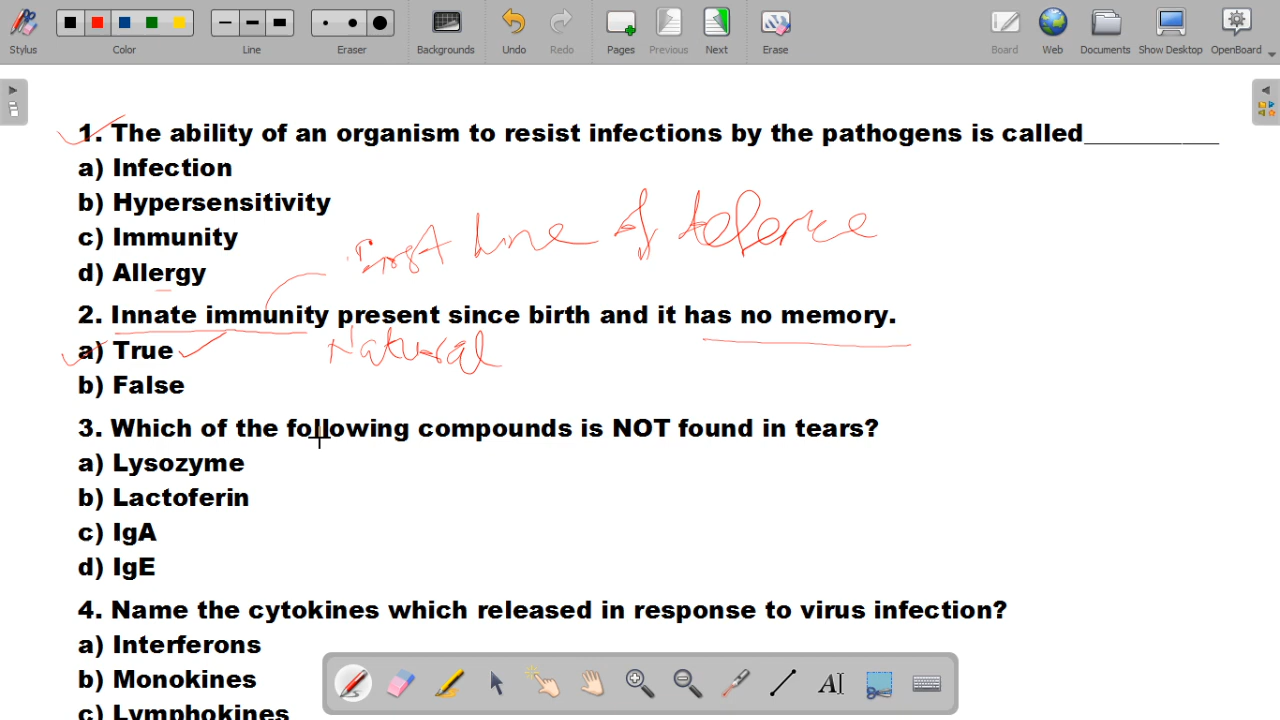 Stylus
Color
Line
Eraser
Backgrounds
Undo
Redo
Pages
Previous
Next
Erase
Board
Web
Documents
Show Desktop
OpenBoard
1. The ability of an organism to resist infections by the pathogens is called__________
a) Infection
b) Hypersensitivity
c) Immunity
d) Allergy
First line of defence
2. Innate immunity present since birth and it has no memory.
a) True
Natural
b) False
3. Which of the following compounds is NOT found in tears?
a) Lysozyme
b) Lactoferin
c) IgA
d) IgE
4. Name the cytokines which released in response to virus infection?
a) Interferons
b) Monokines
c) Lymphokines